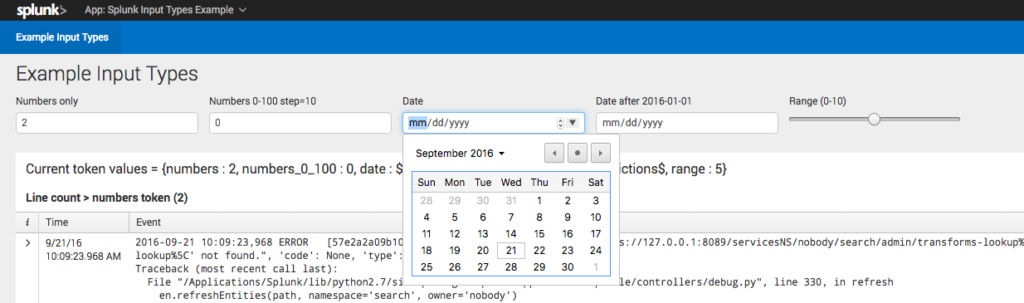 splunk> App: Splunk Input Types Example
Example Input Types
Example Input Types
Numbers only Numbers 0-100 step=10 Date Date after 2016-01-01 Range (0-10)
2 0 mm/dd/yyyy mm/dd/yyyy
September 2016
Sun Mon Tue Wed Thu Fri Sat
28 29 30 31 1 2 3
4 5 6 7 8 9 10
11 12 13 14 15 16 17
18 19 20 21 22 23 24
25 26 27 28 29 30 1
Current token values = {numbers : 2, numbers_0_100 : 0, date : $ ictions$, range : 5}
Line count > numbers token (2)
i Time Event
> 9/21/16 2016-09-21 10:09:23,968 ERROR [57e2a2a09b10 s://127.0.0.1:8089/servicesNS/nobody/search/admin/transforms-lookup%
10:09:23.968 AM lookup%5C' not found.", 'code': None, 'type':
Traceback (most recent call last):
File "/Applications/Splunk/lib/python2.7/si le/controllers/debug.py", line 330, in refresh
en.refreshEntities(path, namespace='search', owner='nobody')